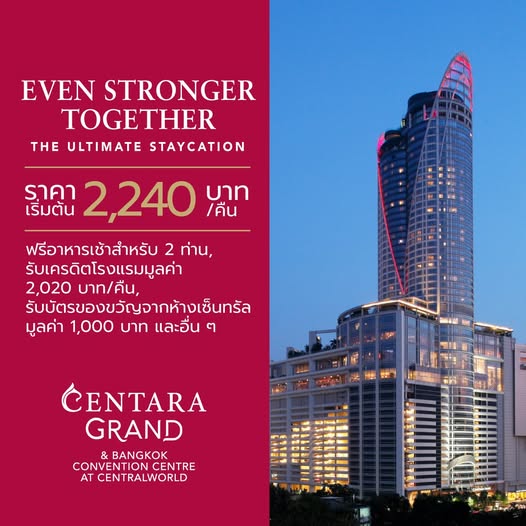 EVEN STRONGER
TOGETHER
THE ULTIMATE STAYCATION
ราคา
เริ่มต้น 2,240 บาท
/คืน
ฟรีอาหารเช้าสำหรับ 2 ท่าน,
รับเครดิตโรงแรมมูลค่า
2,020 บาท/คืน,
รับบัตรของขวัญจากห้างเซ็นทรัล
มูลค่า 1,000 บาท และอื่น ๆ
CENTARA
GRAND
& BANGKOK
CONVENTION CENTRE
AT CENTRALWORLD